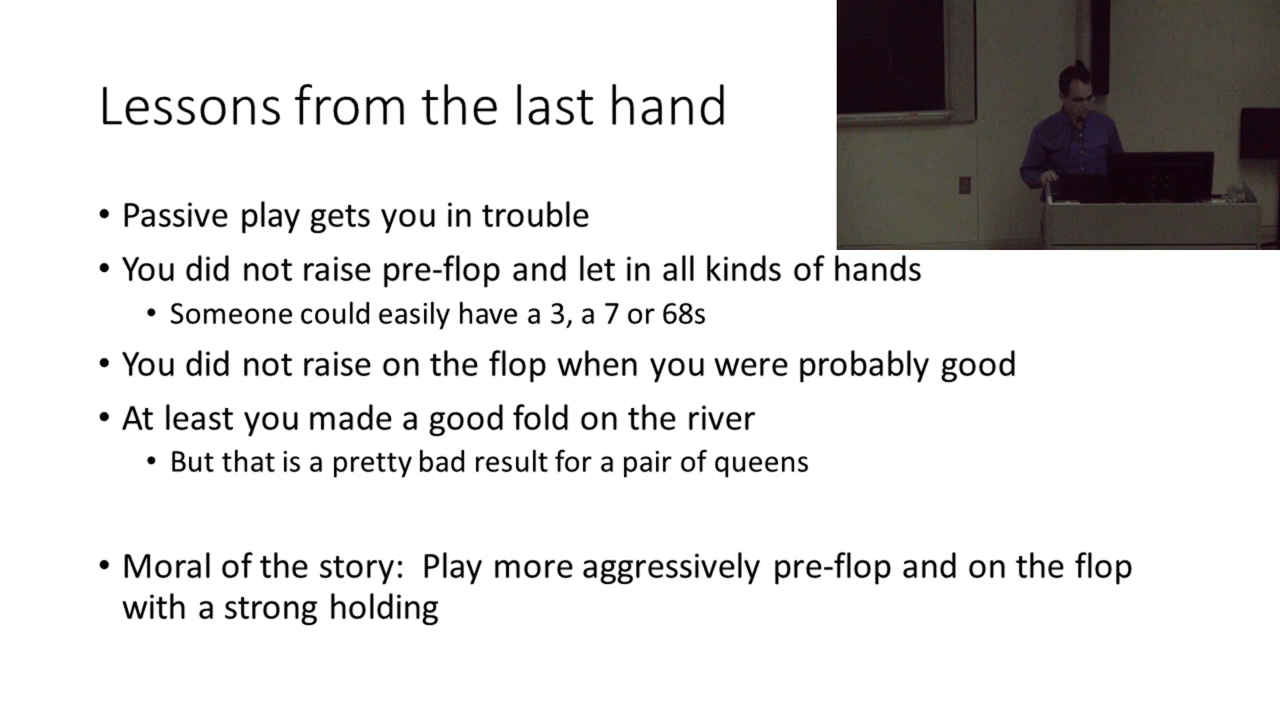 Lessons from the last hand
• Passive play gets you in trouble
• You did not raise pre-flop and let in all kinds of hands
• Someone could easily have a 3, a 7 or 68s
• You did not raise on the flop when you were probably good
• At least you made a good fold on the river
• But that is a pretty bad result for a pair of queens
• Moral of the story:  Play more aggressively pre-flop and on the flop
with a strong holding